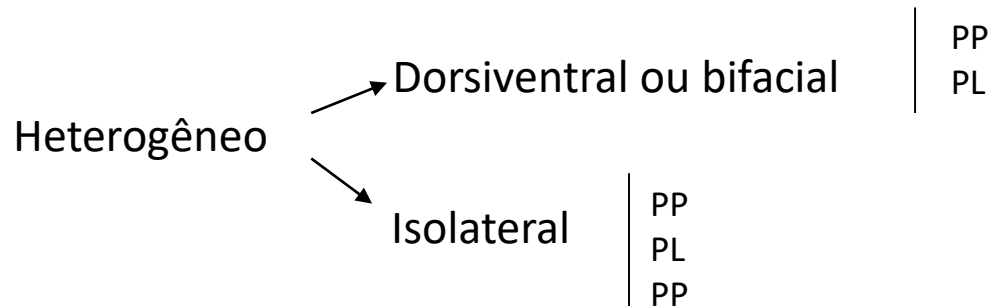 Heterogêneo
Dorsiventral ou bifacial
PP
PL
Isolateral
PP
PL
PP